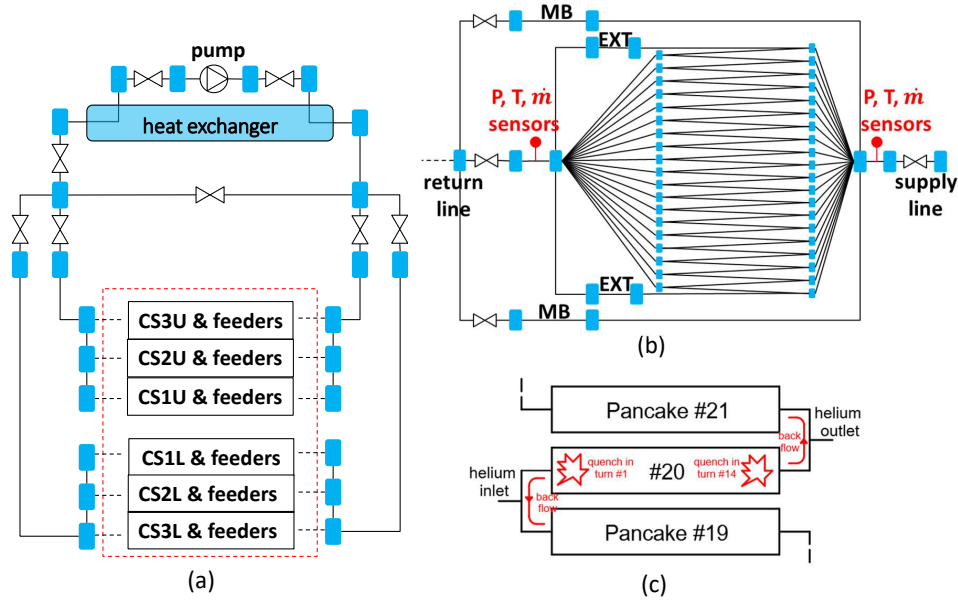 pump
heat exchanger
CS3U & feeders
CS2U & feeders
CS1U & feeders
CS1L & feeders
CS2L & feeders
CS3L & feeders
(a)
MB
EXT
P, T, ṁ
sensors
P, T, ṁ
sensors
return
line
supply
line
EXT
MB
(b)
Pancake #21
helium
outlet
back
flow
quench in
turn #1
#20
quench in
turn #14
helium
inlet
back
flow
Pancake #19
(c)